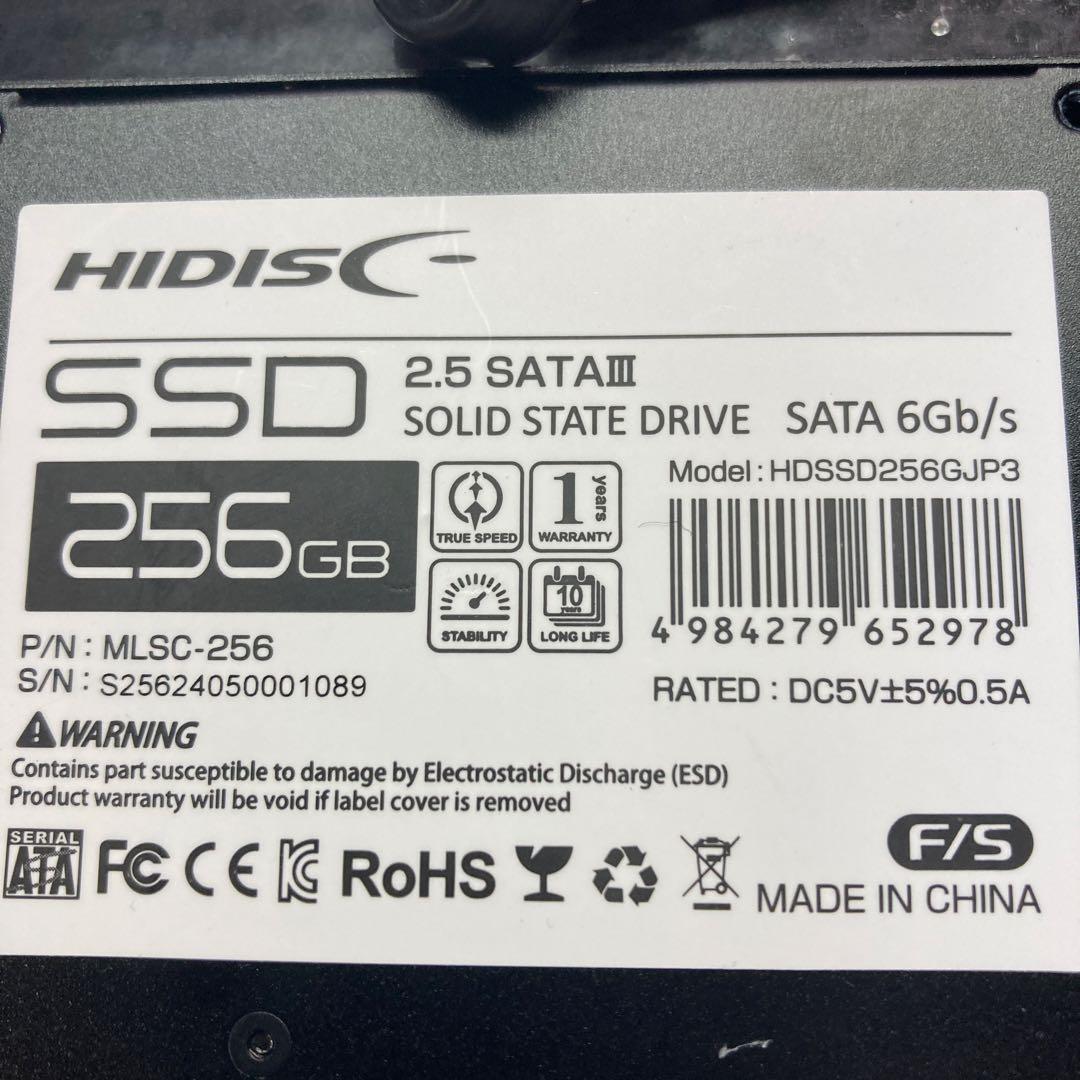 HIDISC
SSD
2.5 SATAⅢ
SOLID STATE DRIVE SATA 6Gb/s
256GB
TRUE SPEED
1 years
WARRANTY
STABILITY
10 years
LONG LIFE
Model : HDSSD256GJP3
4 984279 652978
P/N : MLSC-256
S/N : S25624050001089
RATED : DC5V±5%0.5A
WARNING
Contains part susceptible to damage by Electrostatic Discharge (ESD)
Product warranty will be void if label cover is removed
SERIAL
ATA
FC CE KC RoHS
F/S
MADE IN CHINA